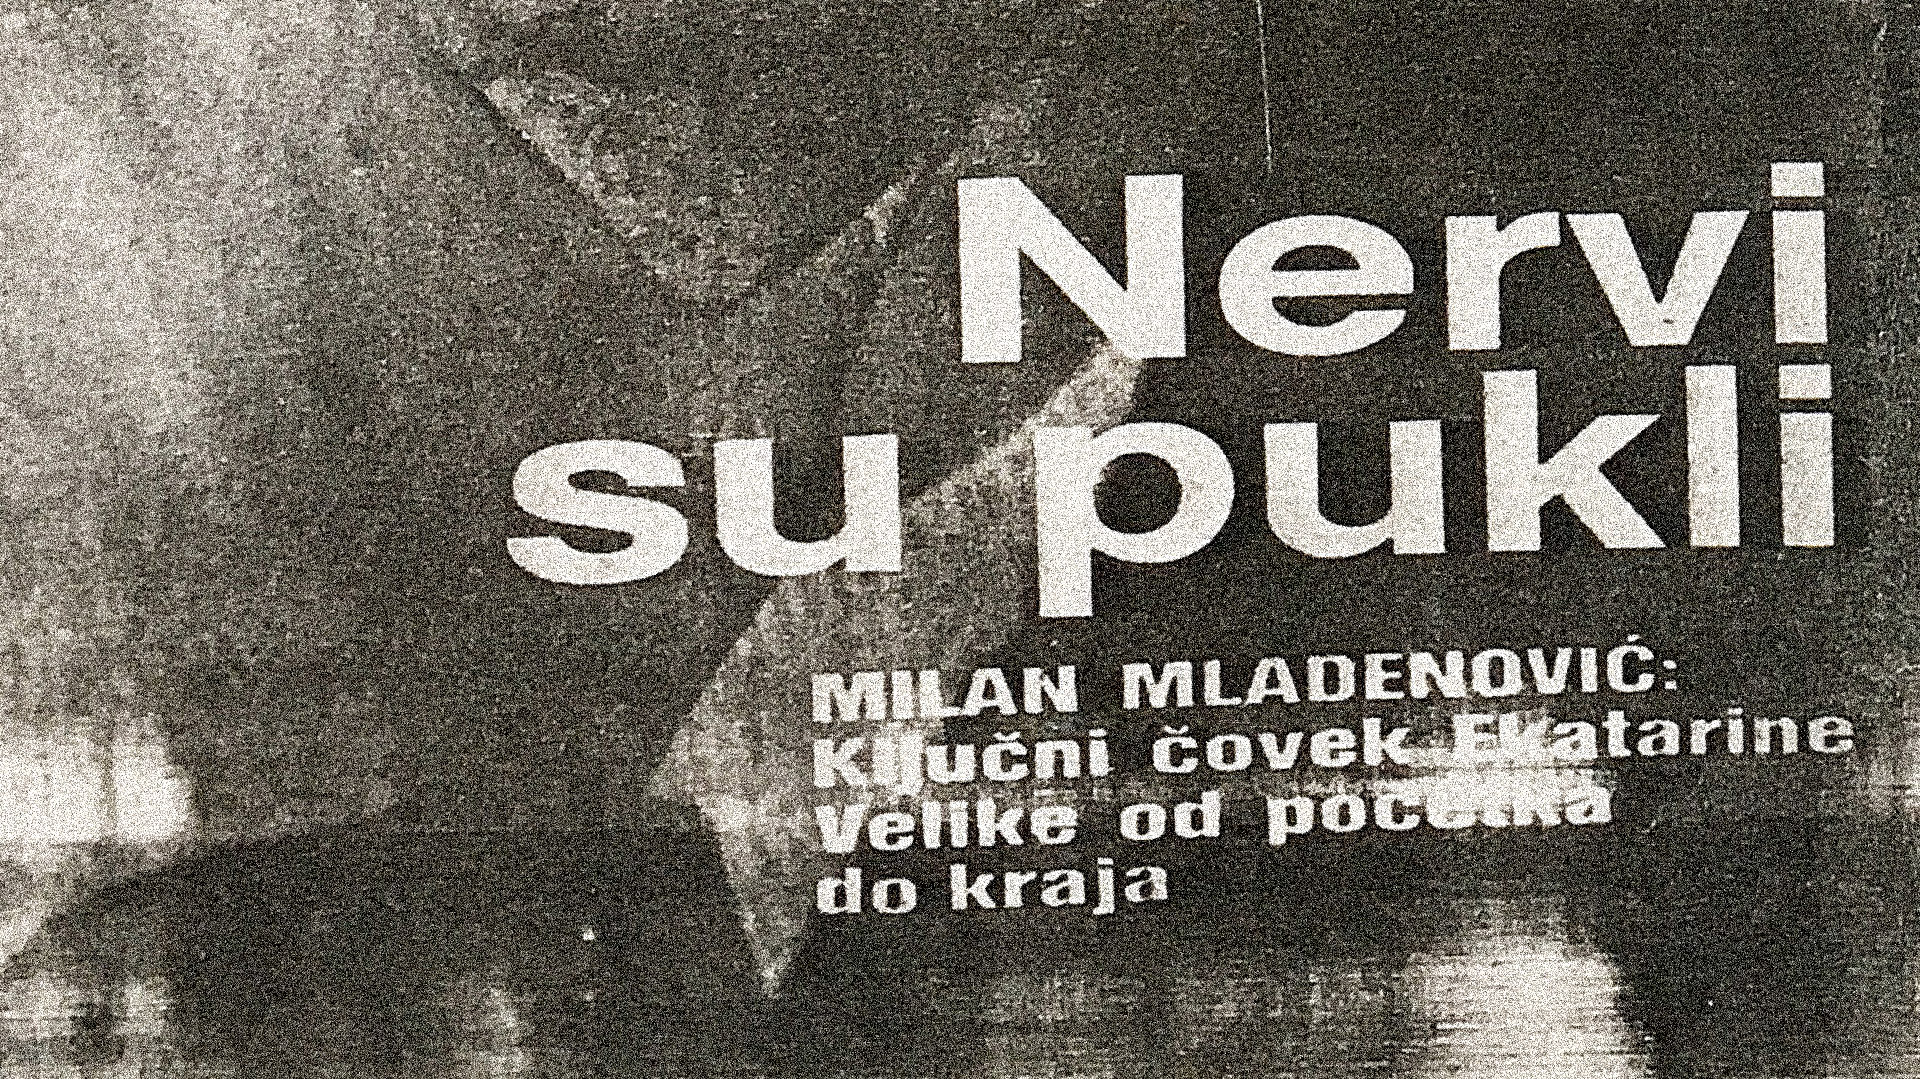 Nervi
su pukli
MILAN MLADENOVIĆ:
Ključni čovek Ekatarine
Velike od početka
do kraja